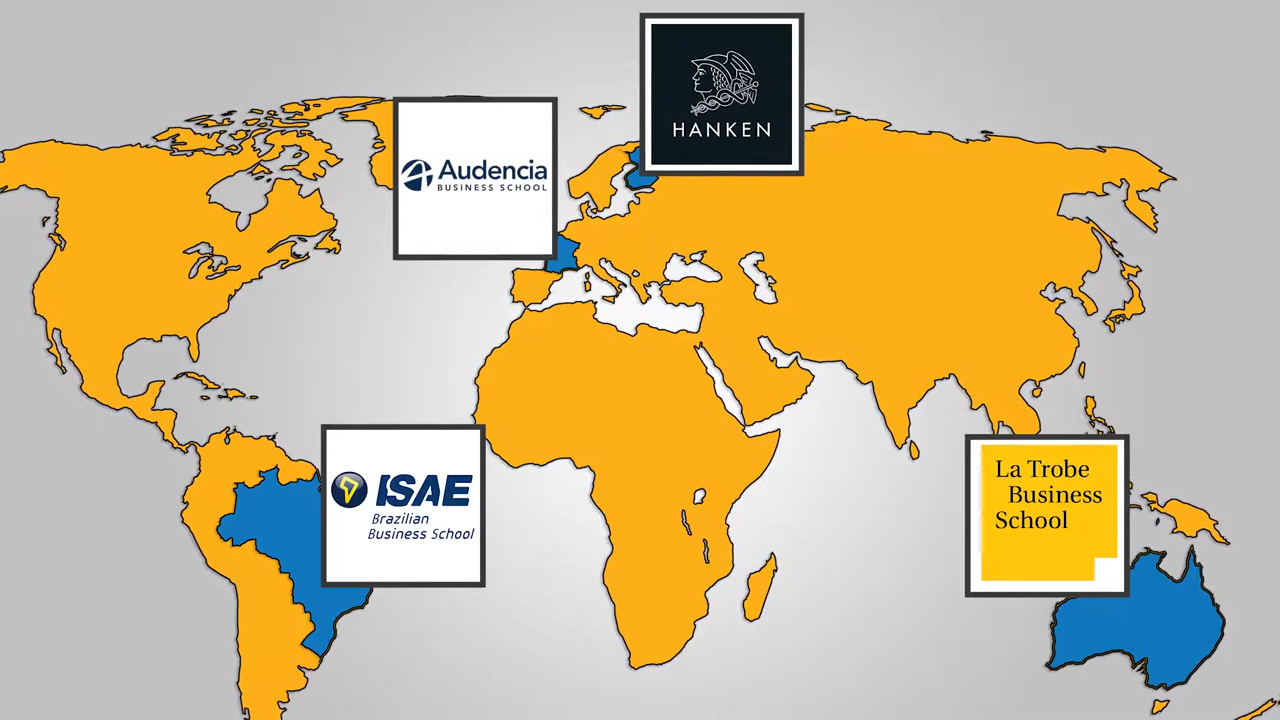 HANKEN
Audencia
BUSINESS SCHOOL
ISAE
Brazilian
Business School
La Trobe
Business
School